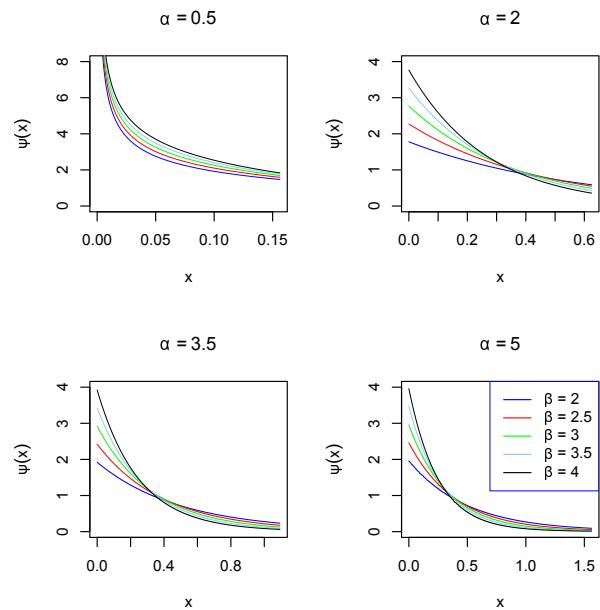 α = 0.5
8
6
4
2
0
ψ(x)
0.00 0.05 0.10 0.15
x
α = 2
4
3
2
1
0
ψ(x)
0.0 0.2 0.4 0.6
x
α = 3.5
4
3
2
1
0
ψ(x)
0.0 0.4 0.8
x
α = 5
4
3
2
1
0
ψ(x)
β = 2
β = 2.5
β = 3
β = 3.5
β = 4
0.0 0.5 1.0 1.5
x